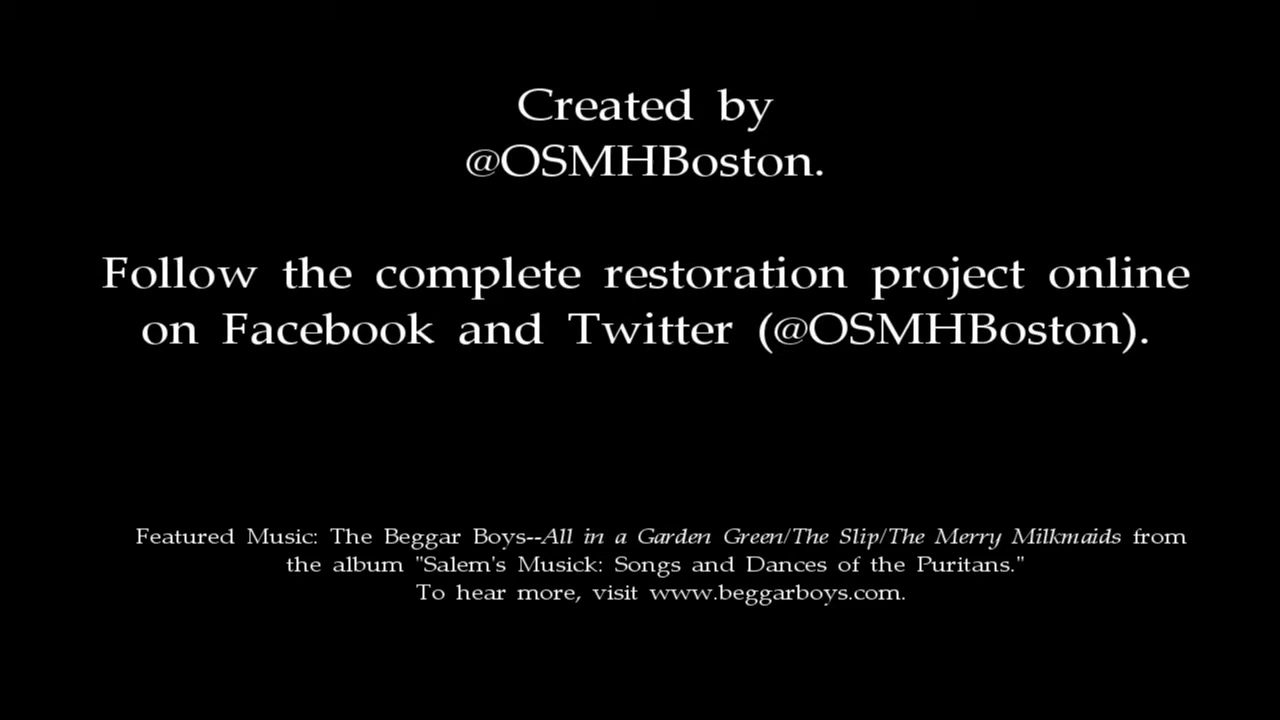 Created by
@OSMHBoston.
Follow the complete restoration project online
on Facebook and Twitter (@OSMHBoston).
Featured Music: The Beggar Boys--All in a Garden Green/The Slip/The Merry Milkmaids from
the album "Salem's Musick: Songs and Dances of the Puritans."
To hear more, visit www.beggarboys.com.